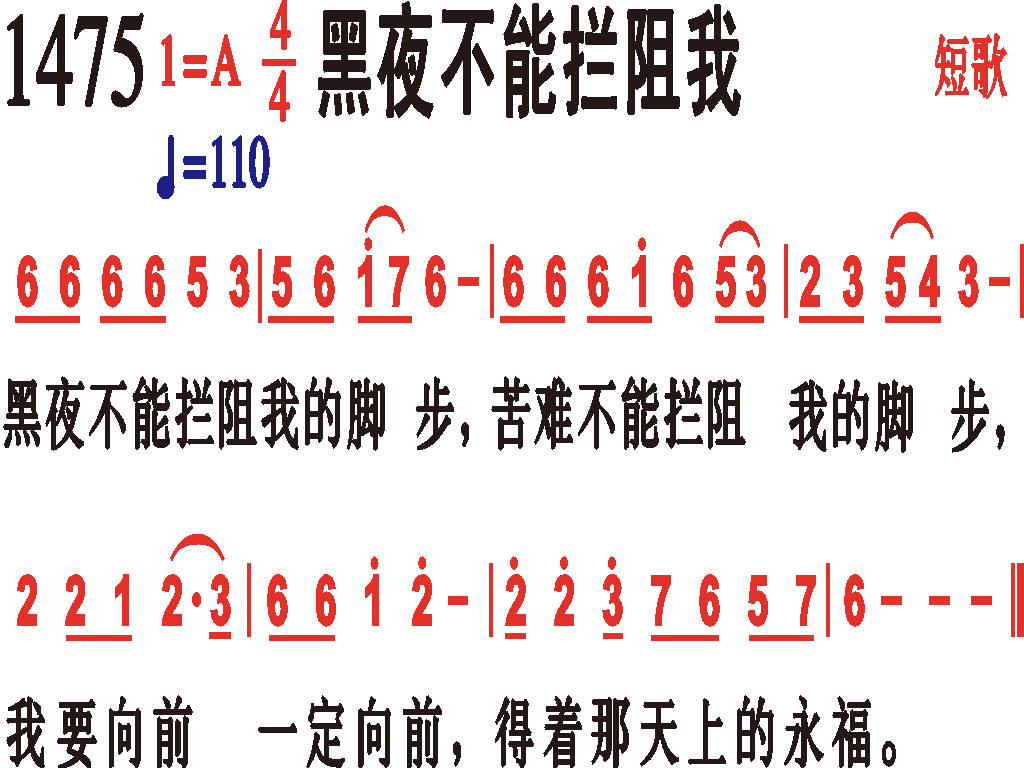 1475 1=A 4/4 黑夜不能拦阻我 短歌
♩=110
6 6 6 6 5 3 | 5 6 i 7 6 – | 6 6 6 i 6 5 3 | 2 3 5 4 3 – |
黑夜不能拦阻我的脚 步，苦难不能拦阻 我的脚 步，
2 2 1 2 · 3 | 6 6 i 2̇ – | 2̇ 2̇ 3̇ 7 6 5 7 | 6 – – – ‖
我要向前 一定向前，得着那天上的永福。